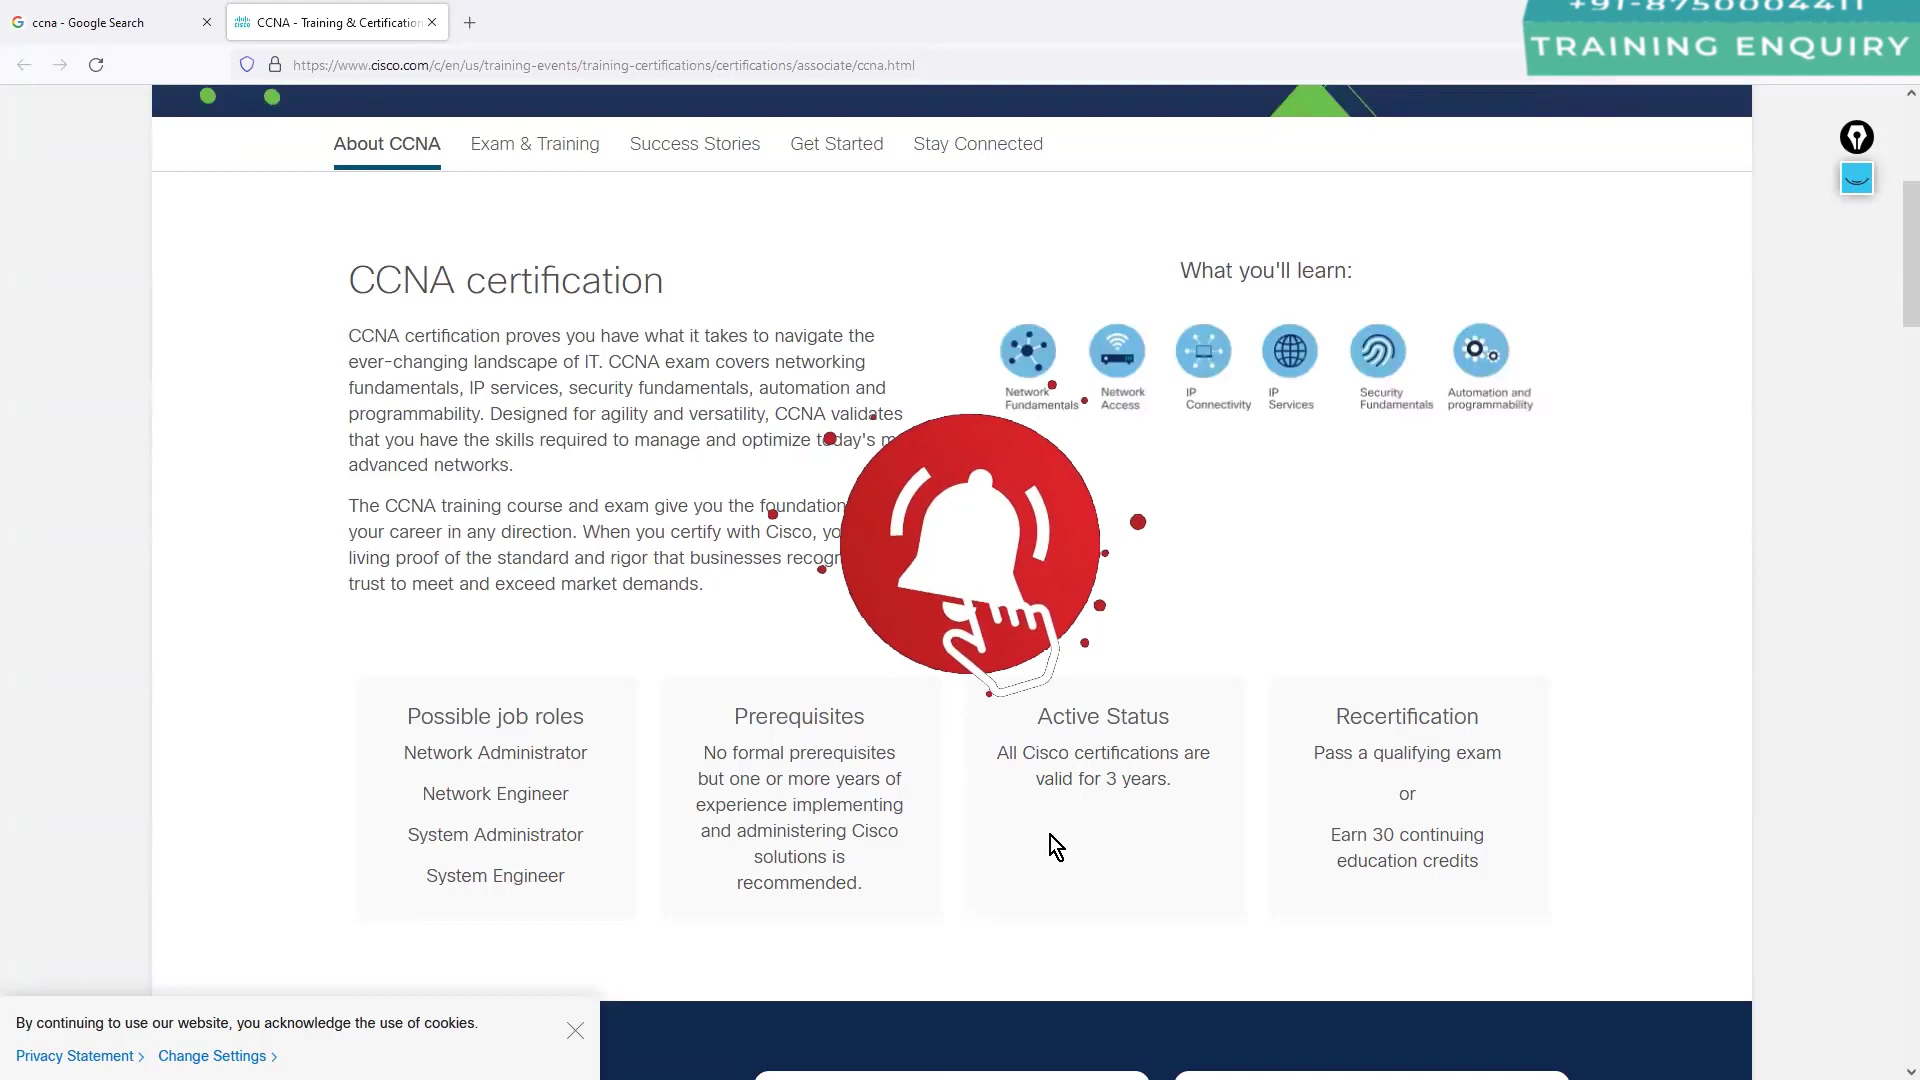 ccna - Google Search
CCNA - Training & Certification
+91-8750004411
TRAINING ENQUIRY
https://www.cisco.com/c/en/us/training-events/training-certifications/certifications/associate/ccna.html
About CCNA
Exam & Training
Success Stories
Get Started
Stay Connected
CCNA certification
CCNA certification proves you have what it takes to navigate the
ever-changing landscape of IT. CCNA exam covers networking
fundamentals, IP services, security fundamentals, automation and
programmability. Designed for agility and versatility, CCNA validates
that you have the skills required to manage and optimize today's
advanced networks.
The CCNA training course and exam give you the foundation
your career in any direction. When you certify with Cisco,
living proof of the standard and rigor that businesses
trust to meet and exceed market demands.
What you'll learn:
Network
Fundamentals
Network
Access
IP
Connectivity
IP
Services
Security
Fundamentals
Automation and
programmability
Possible job roles
Network Administrator
Network Engineer
System Administrator
System Engineer
Prerequisites
No formal prerequisites
but one or more years of
experience implementing
and administering Cisco
solutions is
recommended.
Active Status
All Cisco certifications are
valid for 3 years.
Recertification
Pass a qualifying exam
or
Earn 30 continuing
education credits
By continuing to use our website, you acknowledge the use of cookies.
Privacy Statement >
Change Settings >